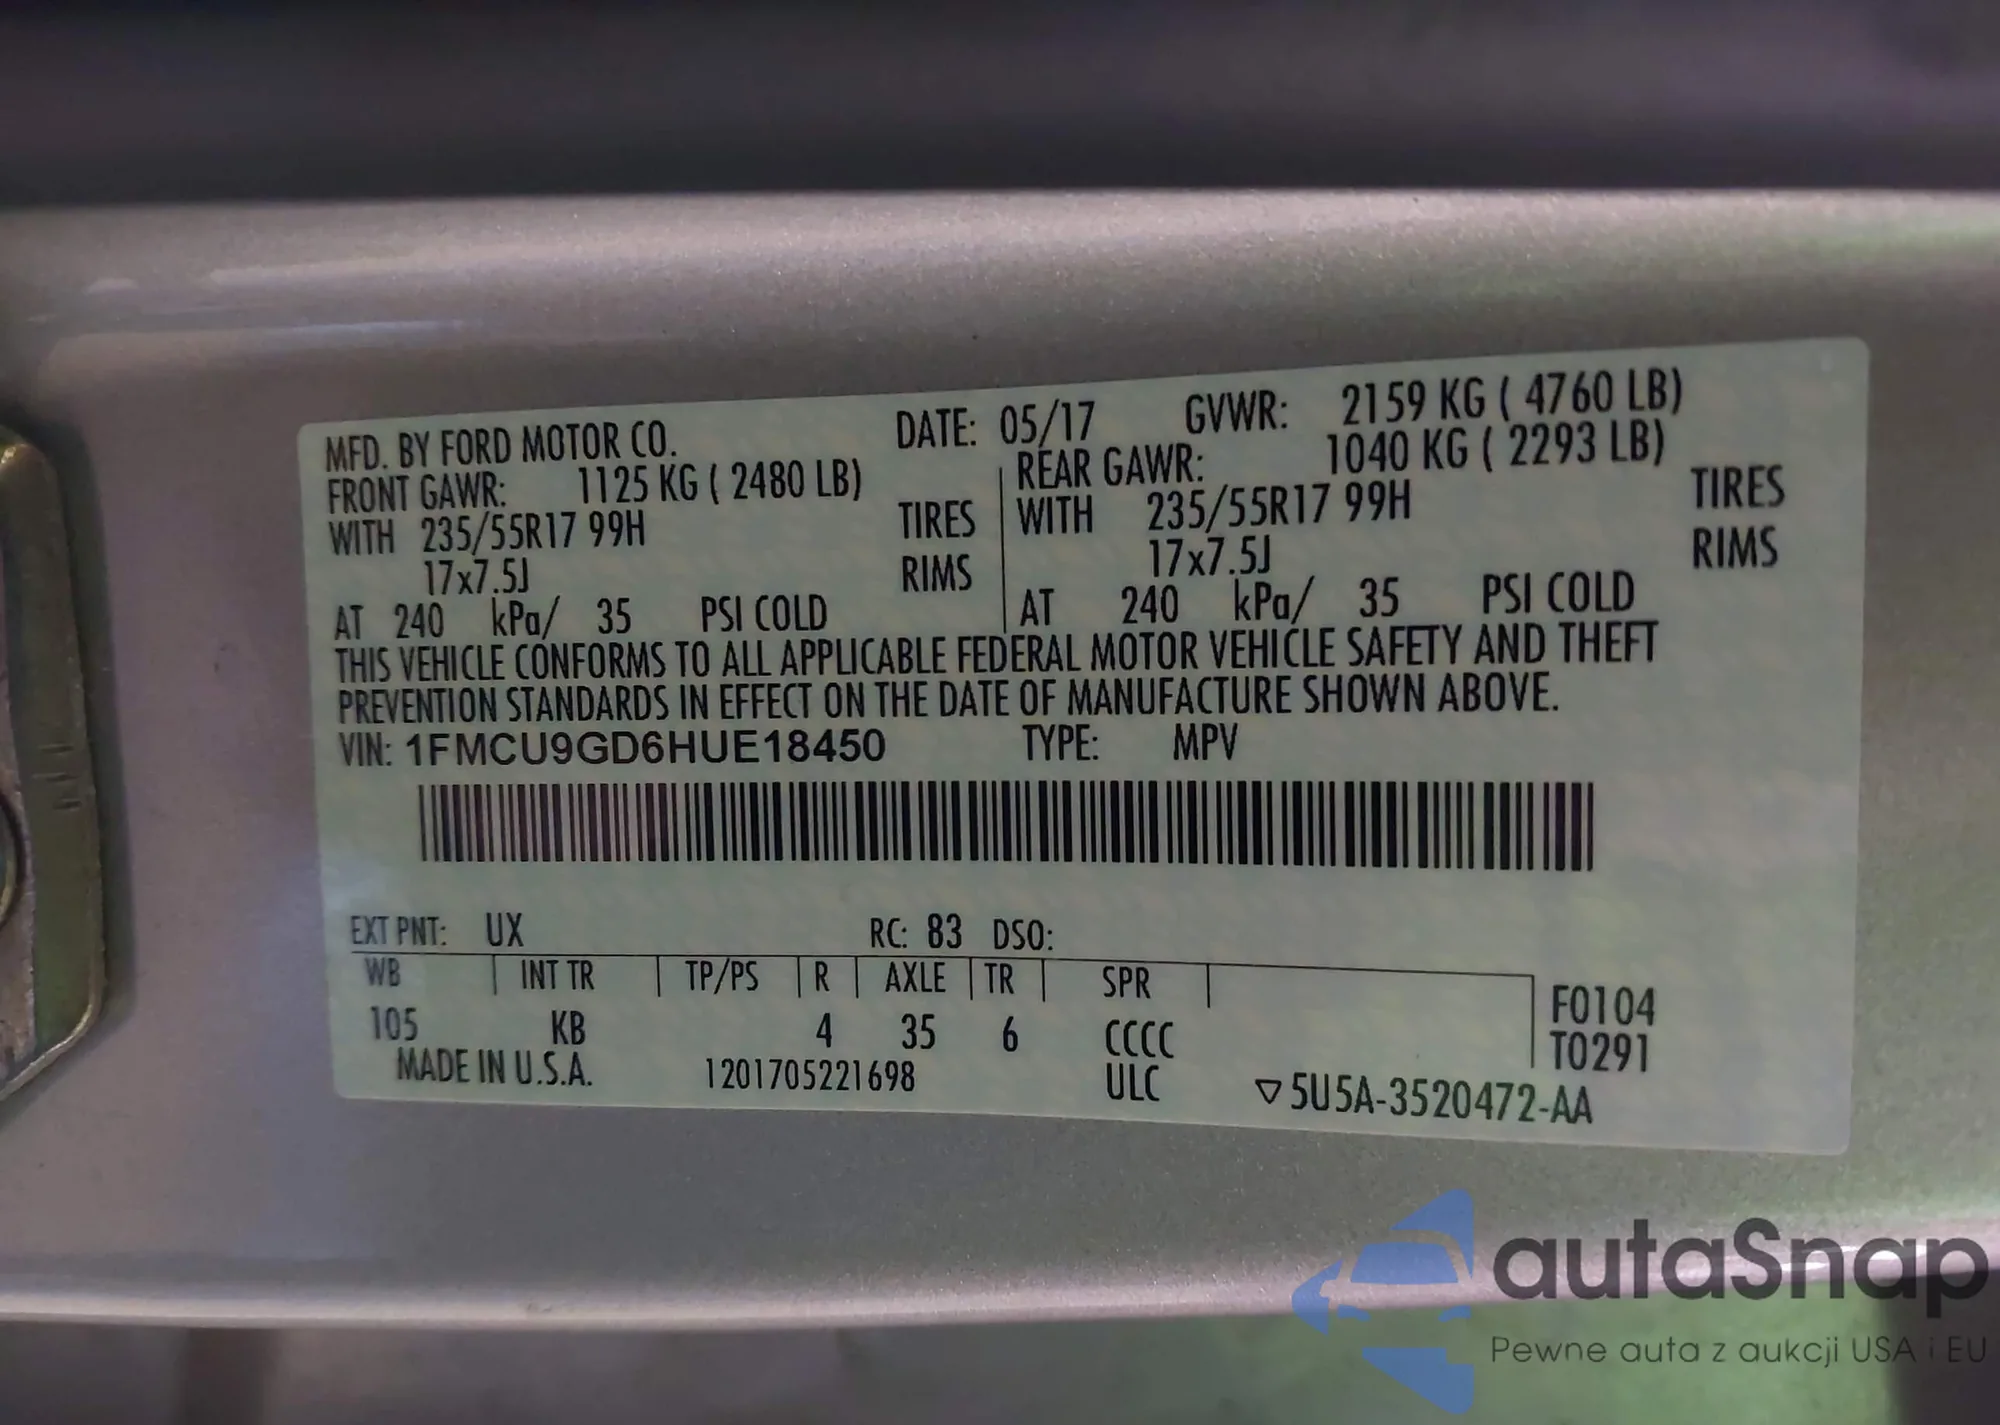 MFD. BY FORD MOTOR CO. DATE: 05/17 GVWR: 2159 KG ( 4760 LB)
FRONT GAWR: 1125 KG ( 2480 LB) REAR GAWR: 1040 KG ( 2293 LB)
WITH 235/55R17 99H TIRES WITH 235/55R17 99H TIRES
17x7.5J RIMS 17x7.5J RIMS
AT 240 kPa/ 35 PSI COLD AT 240 kPa/ 35 PSI COLD
THIS VEHICLE CONFORMS TO ALL APPLICABLE FEDERAL MOTOR VEHICLE SAFETY AND THEFT
PREVENTION STANDARDS IN EFFECT ON THE DATE OF MANUFACTURE SHOWN ABOVE.
VIN: 1FMCU9GD6HUE18450 TYPE: MPV
EXT PNT: UX RC: 83 DSO:
WB INT TR TP/PS R AXLE TR SPR F0104
105 KB 4 35 6 CCCC T0291
MADE IN U.S.A. 1201705221698 ULC ▽5U5A-3520472-AA
autaSnap
Pewne auta z aukcji USA i EU